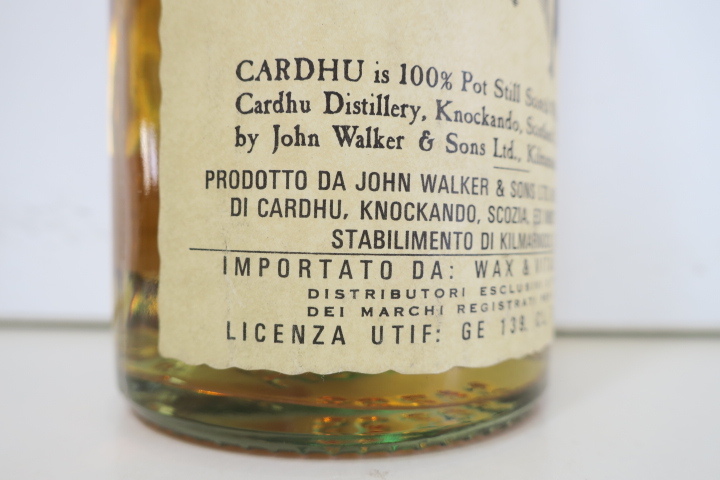 CARDHU is 100% Pot Still
Cardhu Distillery, Knockando,
by John Walker & Sons Ltd.,
PRODOTTO DA JOHN WALKER & SONS
DI CARDHU, KNOCKANDO, SCOZIA,
STABILIMENTO DI
IMPORTATO DA: WAX &
DISTRIBUTORI
DEI MARCHI REGISTRATI
LICENZA UTIF: GE 139.